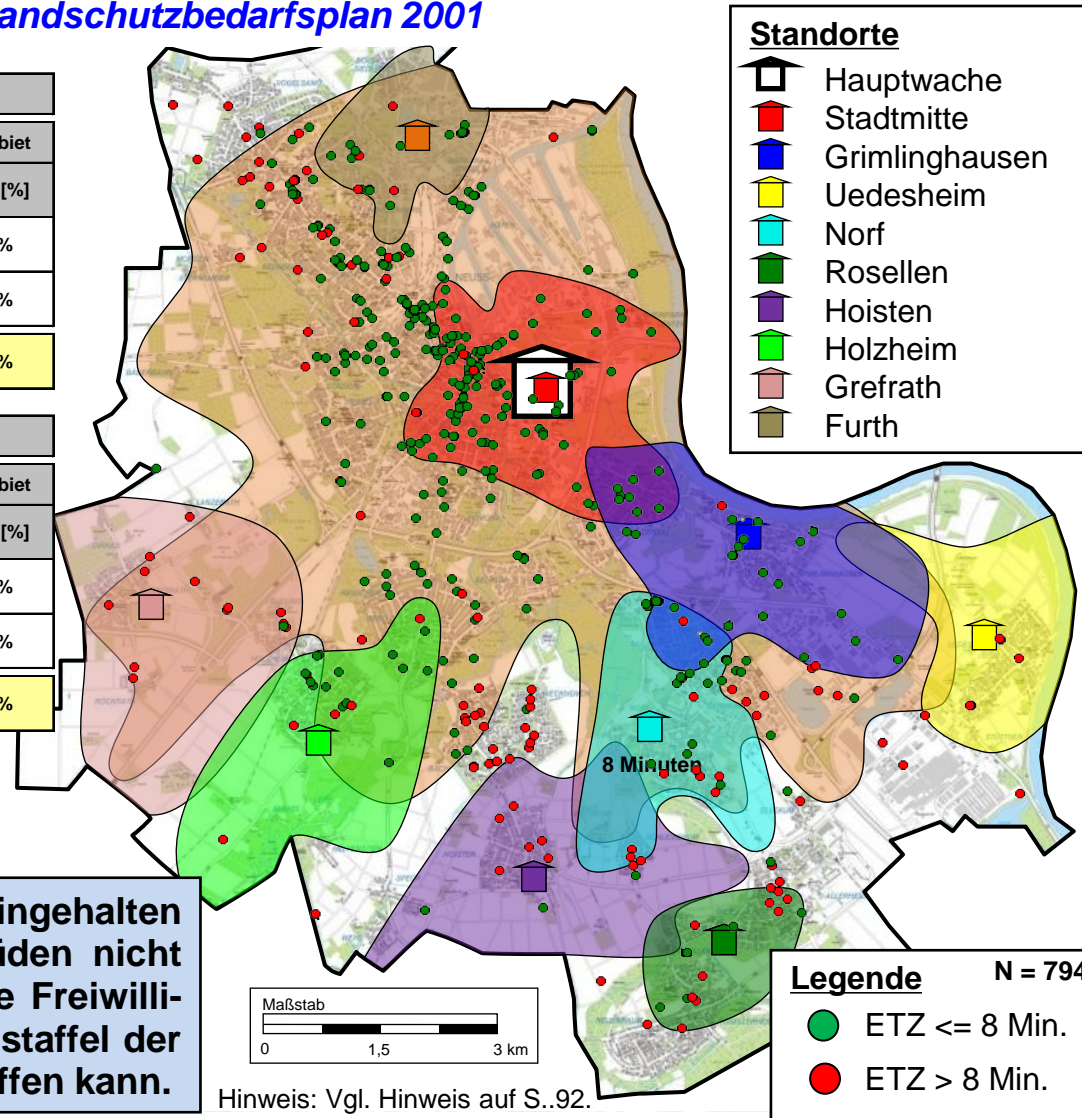 andschutzbedarfsplan 2001
Standorte
Hauptwache
Stadtmitte
Grimlinghausen
Uedesheim
Norf
Rosellen
Hoisten
Holzheim
Grefrath
Furth
biet
[%]
%
%
%
biet
[%]
%
%
%
8 Minuten
ingehalten
üden nicht
e Freiwilli-
staffel der
ffen kann.
Maßstab
0 1,5 3 km
Hinweis: Vgl. Hinweis auf S..92.
Legende N = 794
ETZ <= 8 Min.
ETZ > 8 Min.